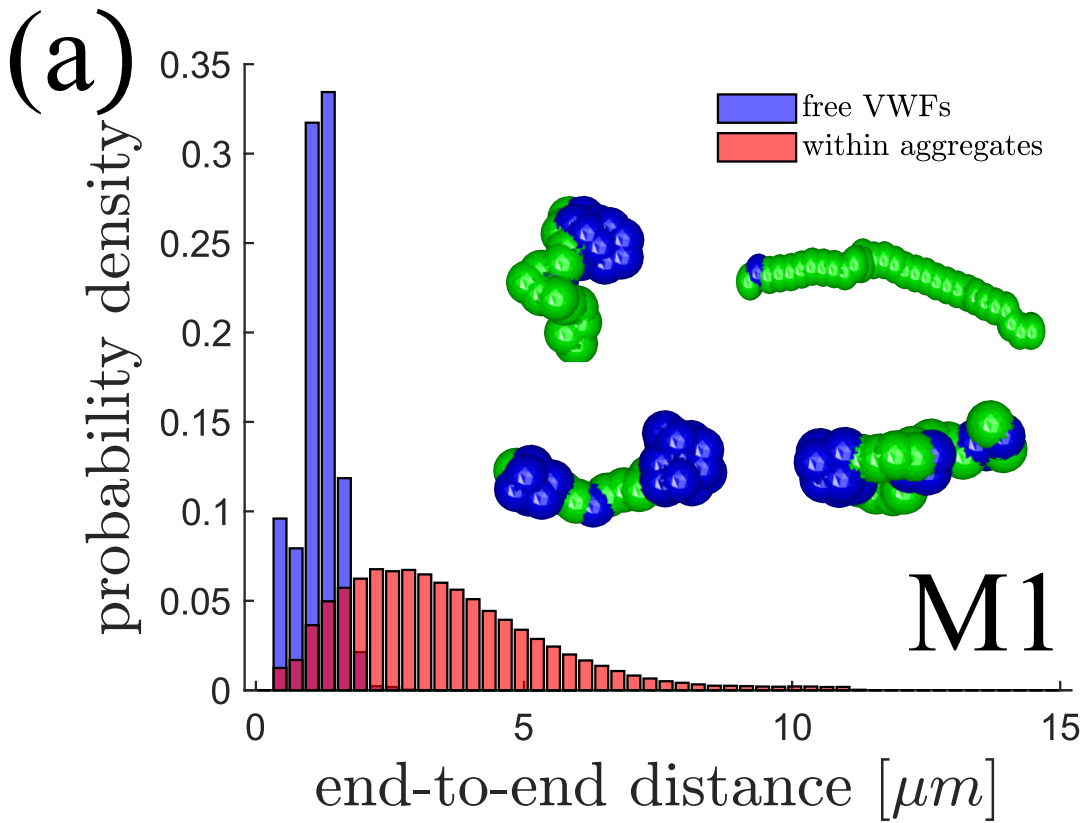 (a)
probability density
0.35
0.3
0.25
0.2
0.15
0.1
0.05
0
free VWFs
within aggregates
M1
0
5
10
15
end-to-end distance [μm]